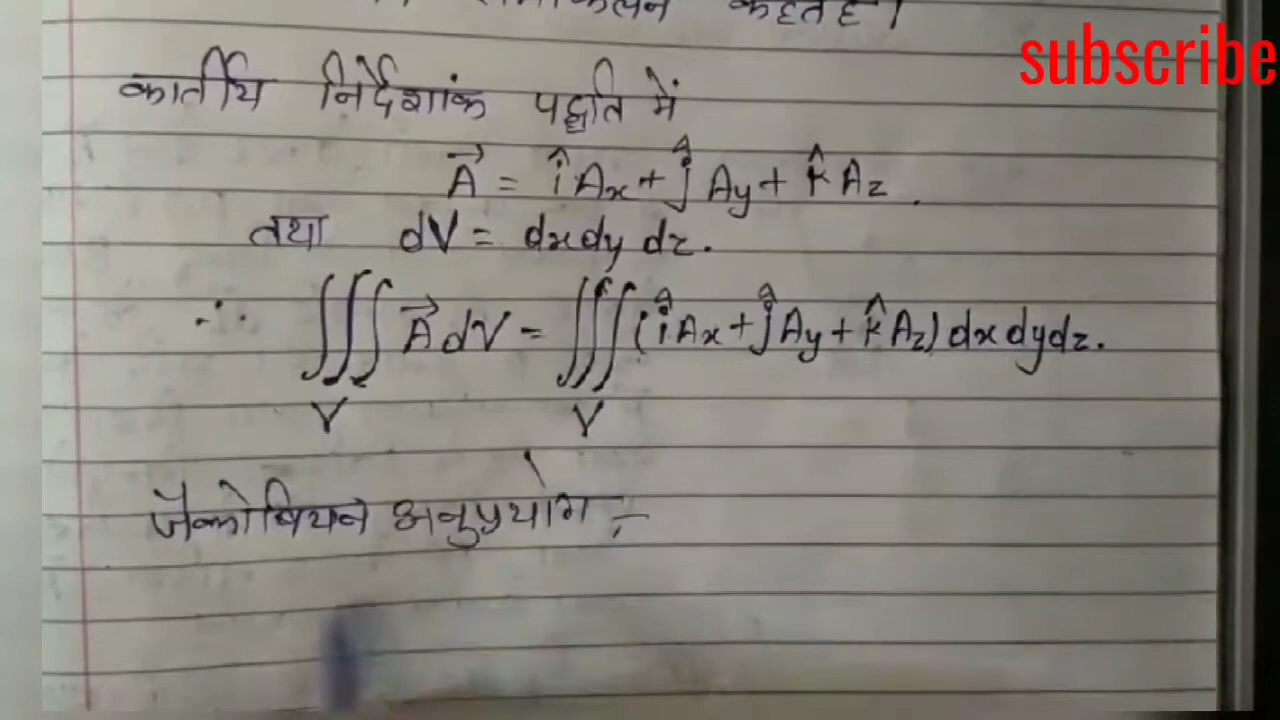 कहते है।
subscribe
कार्तीय निर्देशांक पद्धति में
A⃗ = îAx + ĵAy + k̂Az.
तथा dV = dxdy dz.
∴ ∭ A⃗ dV = ∭ (îAx + ĵAy + k̂Az) dx dydz.
V V
जैकोबियन अनुप्रयोग :-